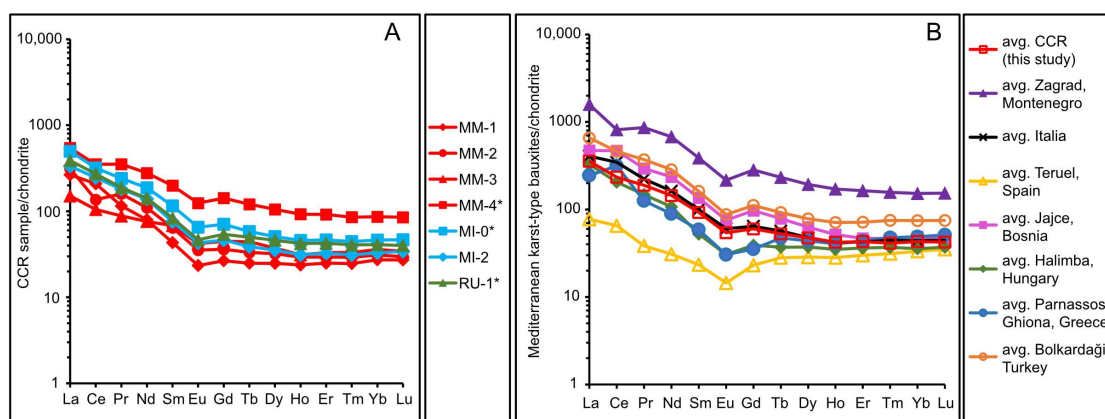 A
CCR sample/chondrite
10,000
1000
100
10
1
La Ce Pr Nd Sm Eu Gd Tb Dy Ho Er Tm Yb Lu
MM-1
MM-2
MM-3
MM-4*
MI-0*
MI-2
RU-1*
B
Mediterranean karst-type bauxites/chondrite
10,000
1000
100
10
1
La Ce Pr Nd Sm Eu Gd Tb Dy Ho Er Tm Yb Lu
avg. CCR
(this study)
avg. Zagrad,
Montenegro
avg. Italia
avg. Teruel,
Spain
avg. Jajce,
Bosnia
avg. Halimba,
Hungary
avg. Parnassos
Ghiona, Greece
avg. Bolkardaği
Turkey